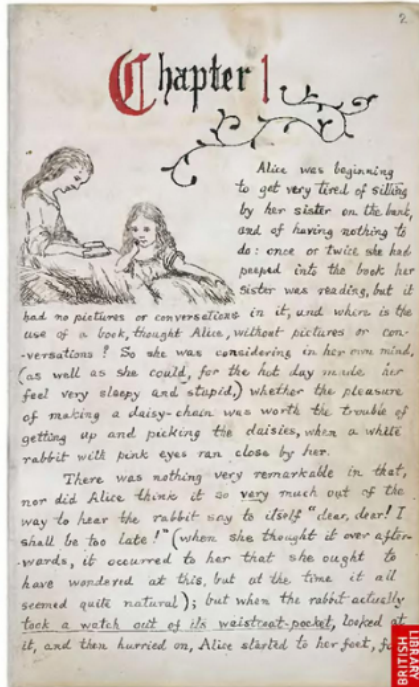 2
Chapter 1
Alice was beginning
to get very tired of sitting
by her sister on the bank,
and of having nothing to
do: once or twice she had
peeped into the book her
sister was reading, but it
had no pictures or conversations in it, and where is the
use of a book, thought Alice, without pictures or con-
-versations? So she was considering in her own mind,
(as well as she could, for the hot day made her
feel very sleepy and stupid,) whether the pleasure
of making a daisy-chain was worth the trouble of
getting up and picking the daisies, when a white
rabbit with pink eyes ran close by her.
There was nothing very remarkable in that,
nor did Alice think it so very much out of the
way to hear the rabbit say to itself "dear, dear! I
shall be too late!" (when she thought it over after-
-wards, it occurred to her that she ought to
have wondered at this, but at the time it all
seemed quite natural); but when the rabbit actually
took a watch out of its waistcoat-pocket, looked at
it, and then hurried on, Alice started to her feet,
BRITISH
LIBRARY